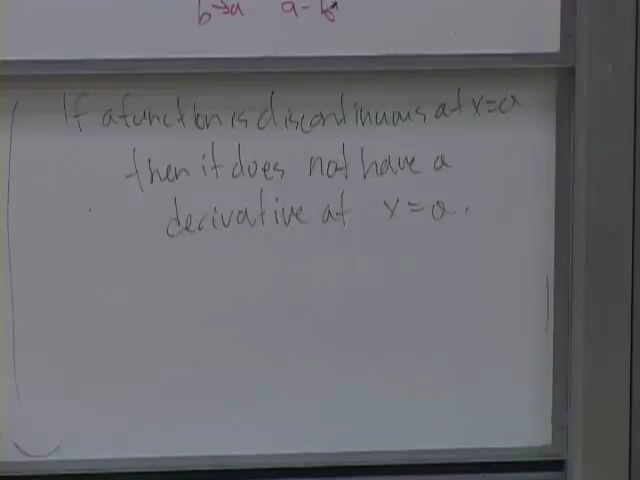 b→a a-b
If a function is discontinuous at x=a
then it does not have a
derivative at x=a.